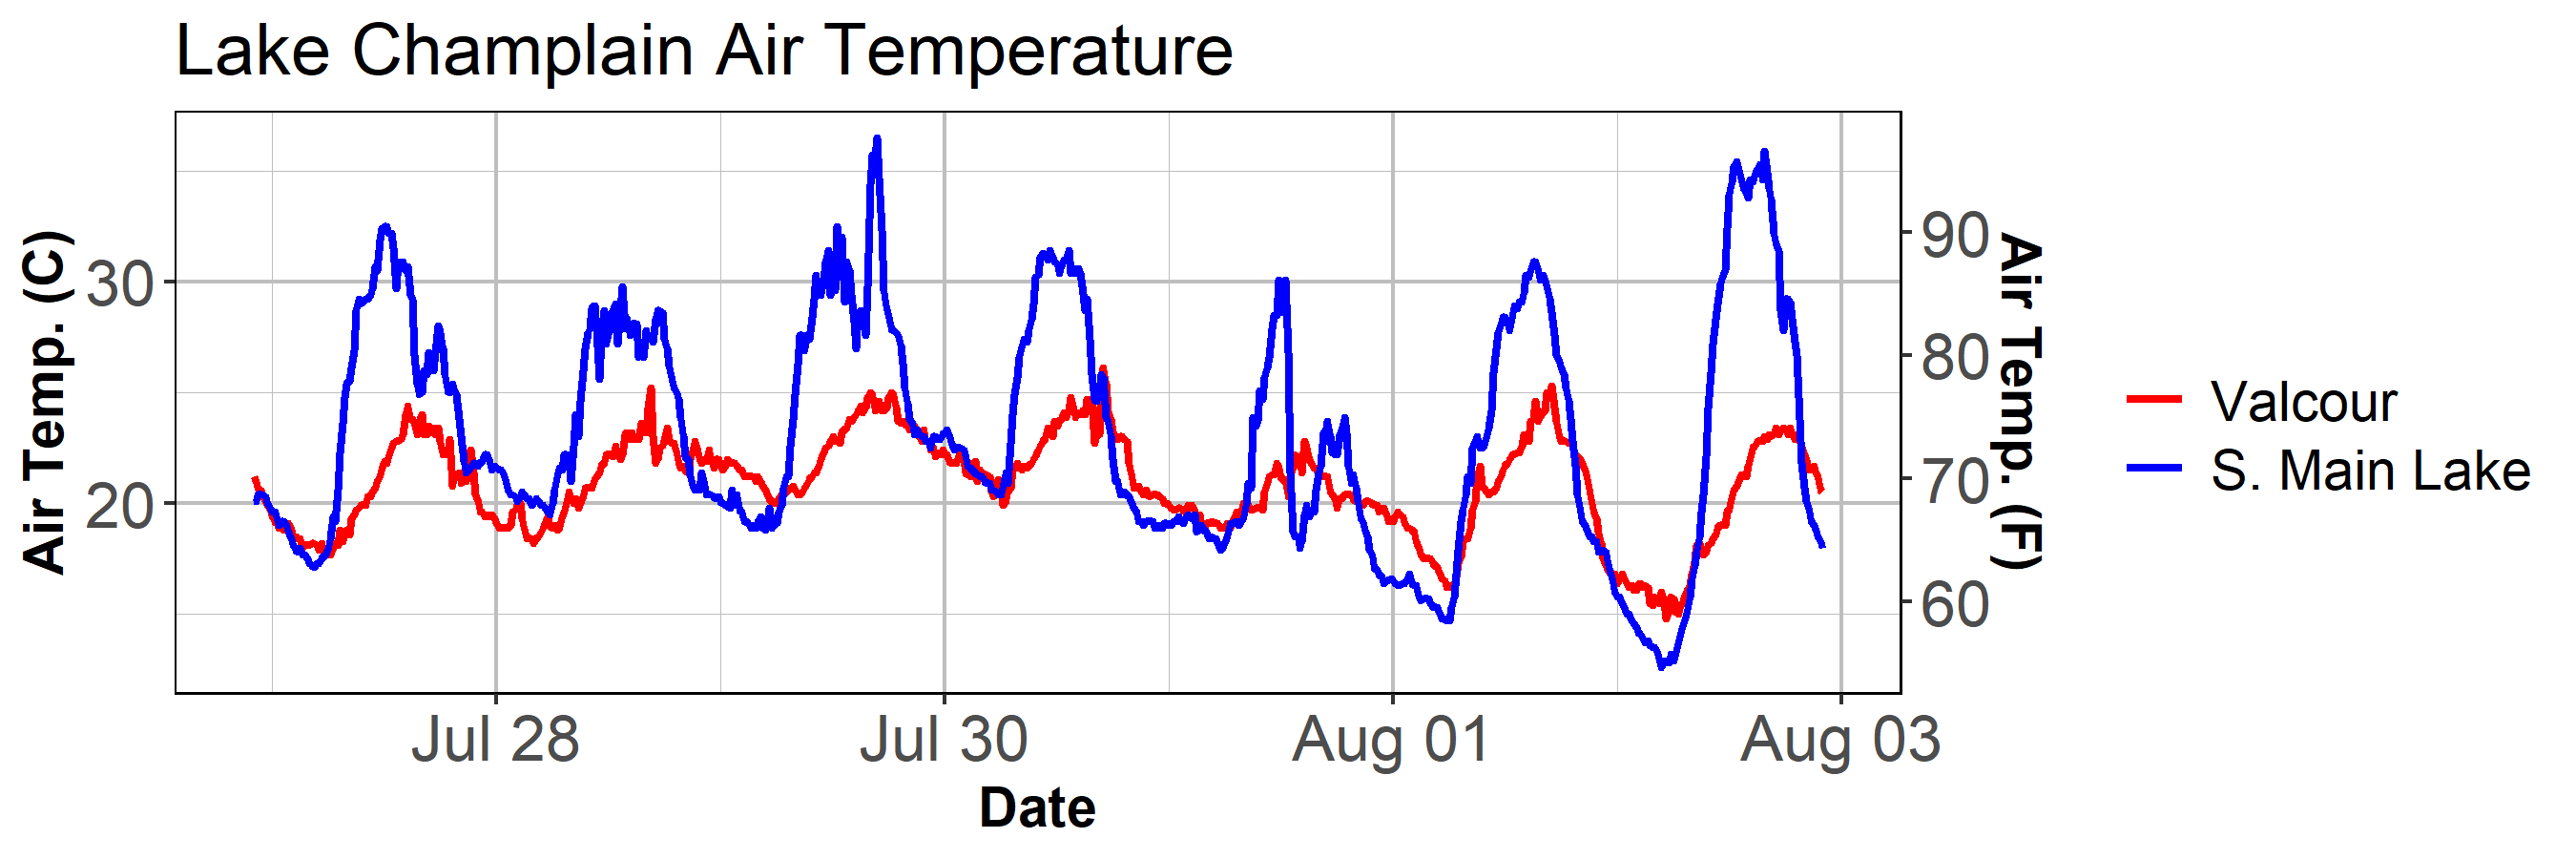 Lake Champlain Air Temperature
Air Temp. (C)
30
20
90
80
70
60
Air Temp. (F)
Jul 28
Jul 30
Aug 01
Aug 03
Date
Valcour
S. Main Lake